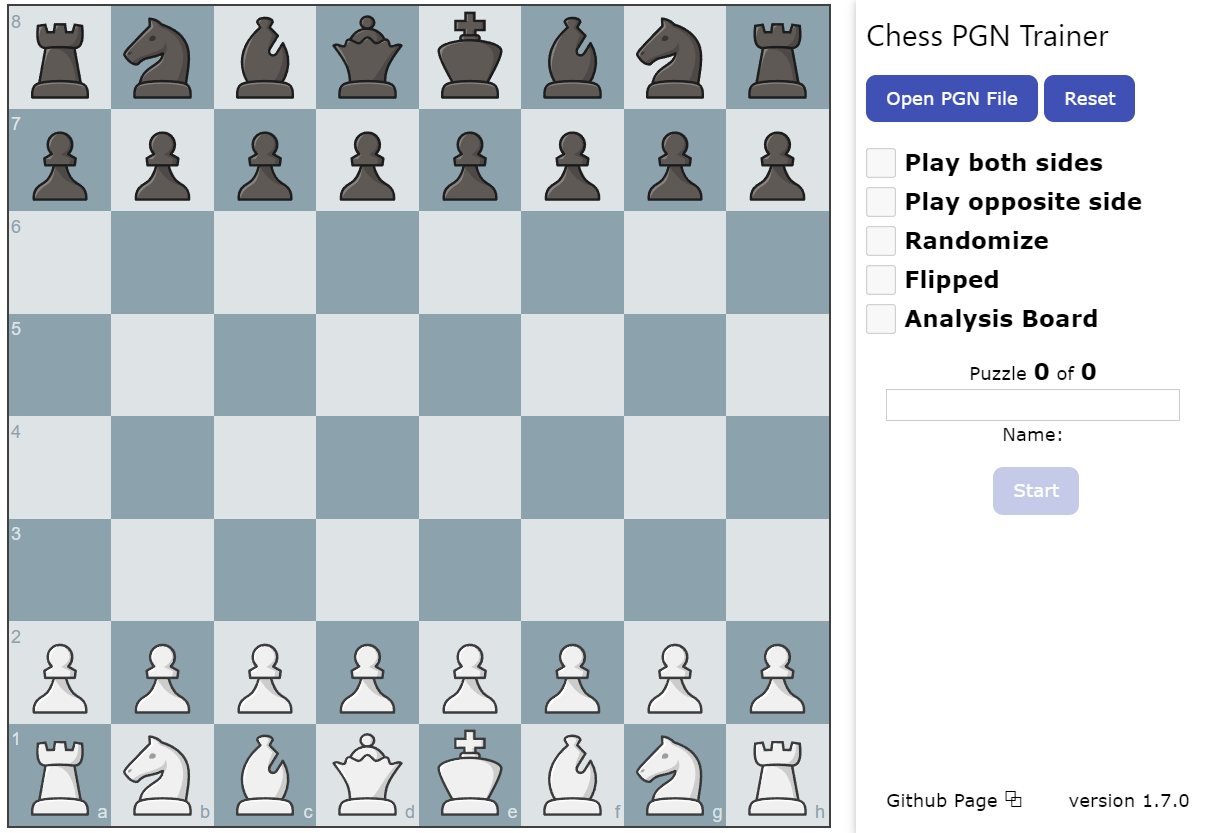 8
7
6
5
4
3
2
1
a b c d e f g h
Chess PGN Trainer
Open PGN File Reset
Play both sides
Play opposite side
Randomize
Flipped
Analysis Board
Puzzle 0 of 0
Name:
Start
Github Page version 1.7.0